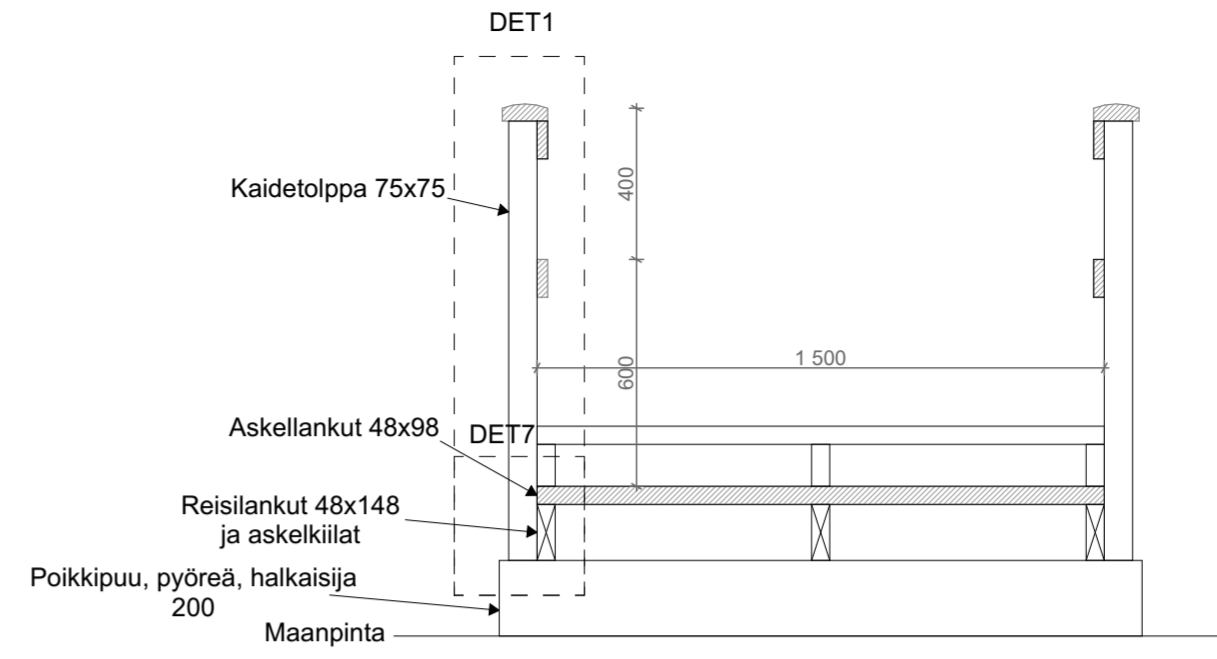 DET1
Kaidetolppa 75x75
400
1 500
600
Askellankut 48x98
DET7
Reisilankut 48x148
ja askelkiilat
Poikkipuu, pyöreä, halkaisija
200
Maanpinta